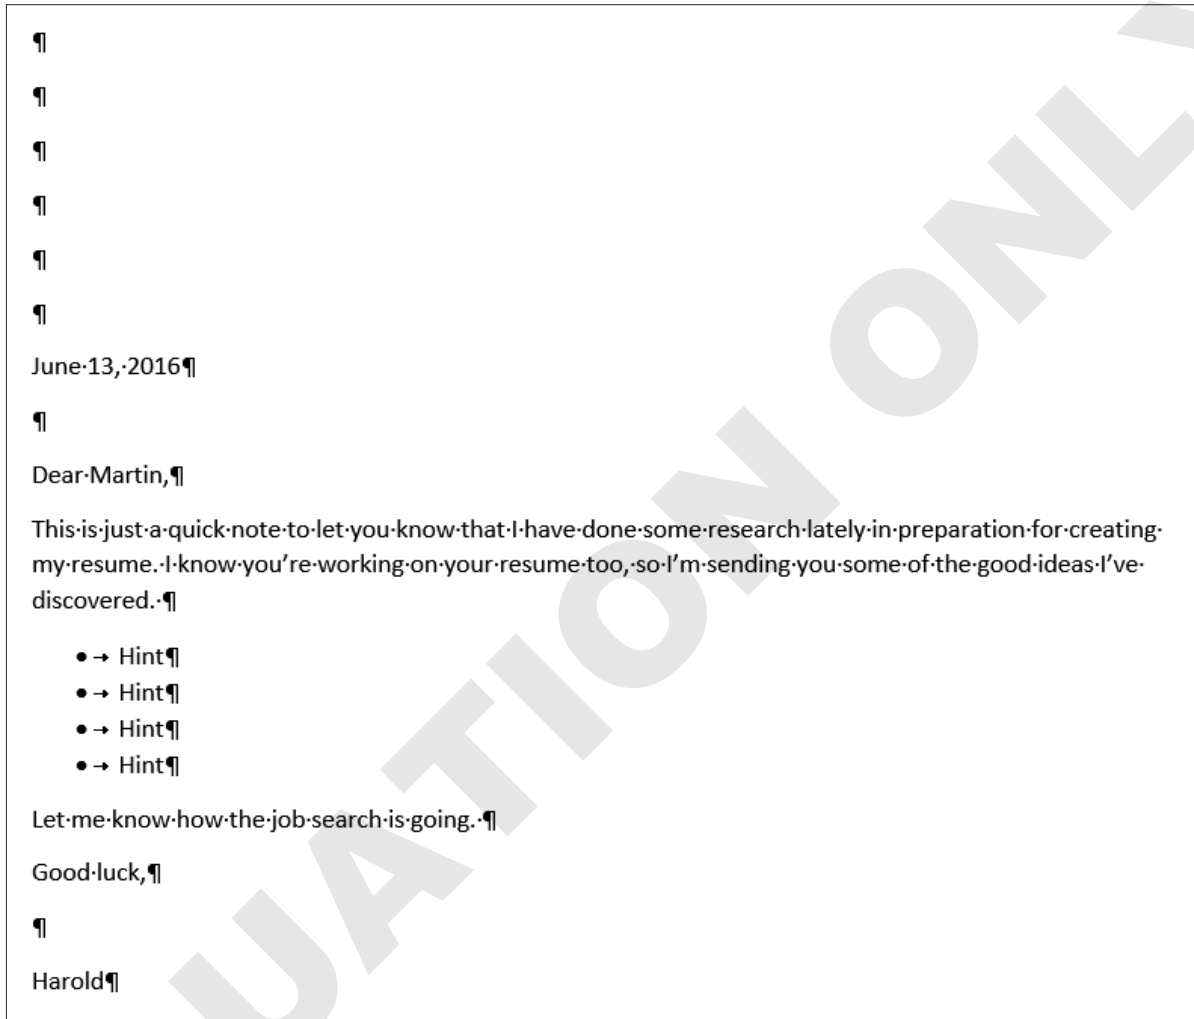 ¶
¶
¶
¶
¶
¶
June·13,·2016¶
¶
Dear·Martin,¶
This·is·just·a·quick·note·to·let·you·know·that·I·have·done·some·research·lately·in·preparation·for·creating·
my·resume.·I·know·you’re·working·on·your·resume·too,·so·I’m·sending·you·some·of·the·good·ideas·I’ve·
discovered.·¶
•→ Hint¶
•→ Hint¶
•→ Hint¶
•→ Hint¶
Let·me·know·how·the·job·search·is·going.·¶
Good·luck,¶
¶
Harold¶
UATION ONLY